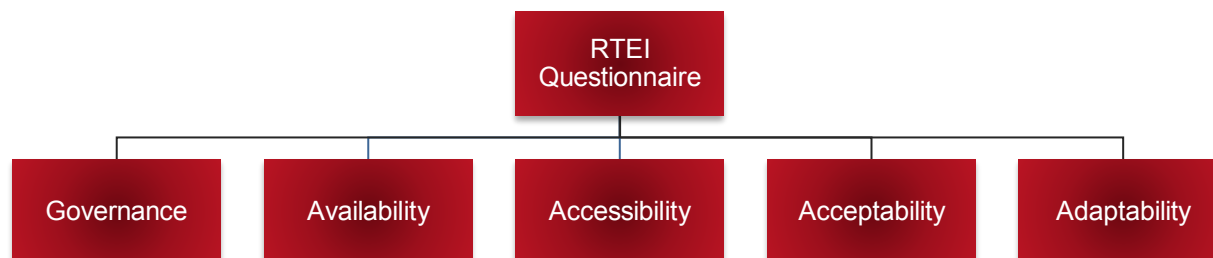 RTEI
Questionnaire
Governance
Availability
Accessibility
Acceptability
Adaptability